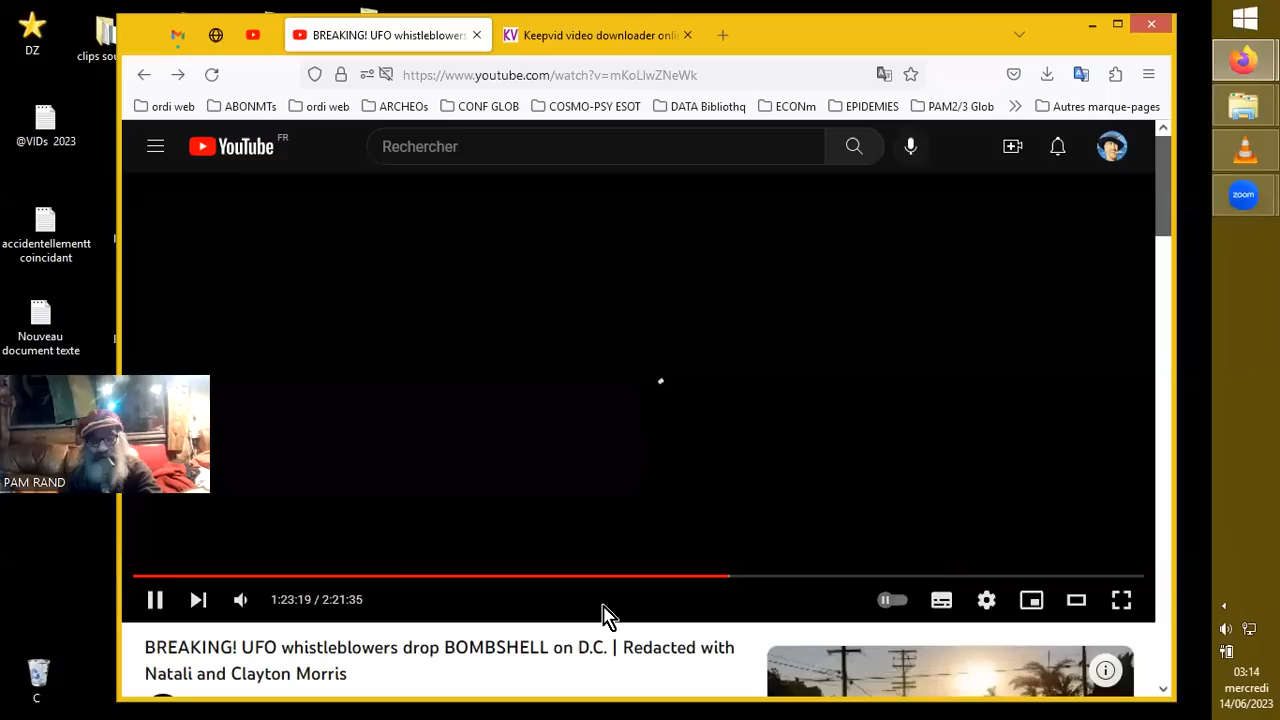 DZ
clips sou
@VIDs 2023
accidentellementt
coincidant
Nouveau
document texte
PAM RAND
C
BREAKING! UFO whistleblowers
KV Keepvid video downloader onli
https://www.youtube.com/watch?v=mKoLlwZNeWk
ordi web ABONMTs ordi web ARCHEOs CONF GLOB COSMO-PSY ESOT DATA Biblioth ECONm EPIDEMIES PAM2/3 Glob Autres marque-pages
YouTube FR
Rechercher
1:23:19 / 2:21:35
BREAKING! UFO whistleblowers drop BOMBSHELL on D.C. | Redacted with
Natali and Clayton Morris
zoom
03:14
mercredi
14/06/2023